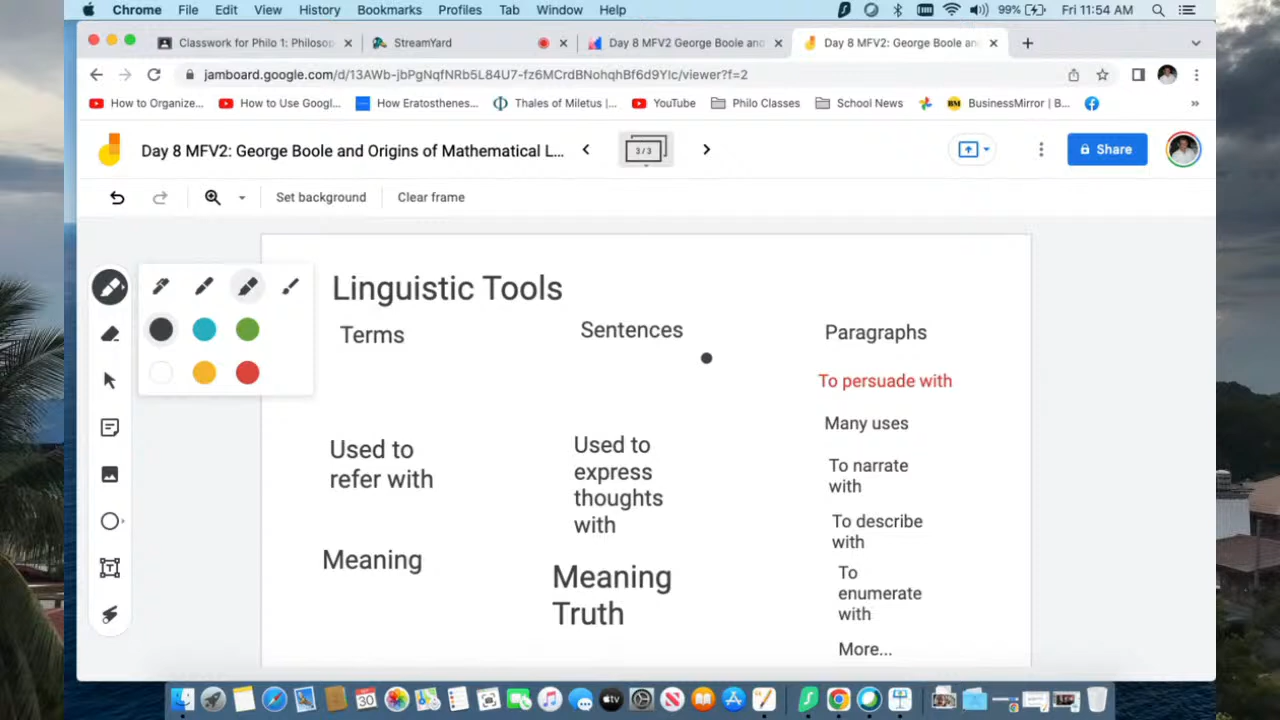 Chrome File Edit View History Bookmarks Profiles Tab Window Help 99% Fri 11:54 AM
Classwork for Philo 1: Philosop StreamYard Day 8 MFV2 George Boole and Day 8 MFV2: George Boole and
jamboard.google.com/d/13AWb-jbPgNqfNRb5L84U7-fz6MCrdBNohqhBf6d9YIc/viewer?f=2
How to Organize... How to Use Googl... How Eratosthenes... Thales of Miletus |... YouTube Philo Classes School News BM BusinessMirror | B... »
Day 8 MFV2: George Boole and Origins of Mathematical L... 3/3 Share
Set background Clear frame
Linguistic Tools
Terms
Used to
refer with
Meaning
Sentences
Used to
express
thoughts
with
Meaning
Truth
Paragraphs
To persuade with
Many uses
To narrate
with
To describe
with
To
enumerate
with
More...
30
tv